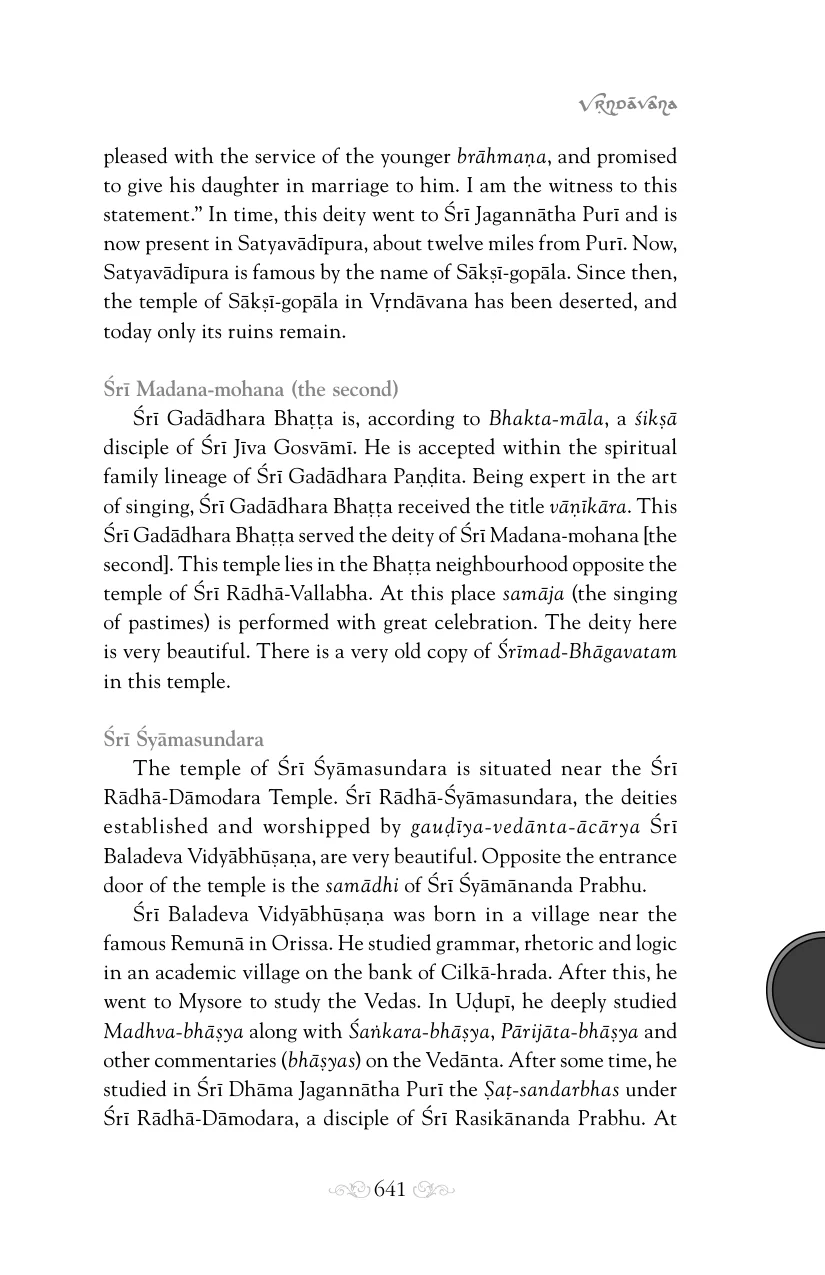 Vṛndāvana
pleased with the service of the younger brāhmaṇa, and promised
to give his daughter in marriage to him. I am the witness to this
statement.” In time, this deity went to Śrī Jagannātha Purī and is
now present in Satyavādīpura, about twelve miles from Purī. Now,
Satyavādīpura is famous by the name of Sākṣī-gopāla. Since then,
the temple of Sākṣī-gopāla in Vṛndāvana has been deserted, and
today only its ruins remain.
Śrī Madana-mohana (the second)
Śrī Gadādhara Bhaṭṭa is, according to Bhakta-māla, a śikṣā
disciple of Śrī Jīva Gosvāmī. He is accepted within the spiritual
family lineage of Śrī Gadādhara Paṇḍita. Being expert in the art
of singing, Śrī Gadādhara Bhaṭṭa received the title vāṇīkāra. This
Śrī Gadādhara Bhaṭṭa served the deity of Śrī Madana-mohana [the
second]. This temple lies in the Bhaṭṭa neighbourhood opposite the
temple of Śrī Rādhā-Vallabha. At this place samāja (the singing
of pastimes) is performed with great celebration. The deity here
is very beautiful. There is a very old copy of Śrīmad-Bhāgavatam
in this temple.
Śrī Śyāmasundara
The temple of Śrī Śyāmasundara is situated near the Śrī
Rādhā-Dāmodara Temple. Śrī Rādhā-Śyāmasundara, the deities
established and worshipped by gauḍīya-vedānta-ācārya Śrī
Baladeva Vidyābhūṣaṇa, are very beautiful. Opposite the entrance
door of the temple is the samādhi of Śrī Śyāmānanda Prabhu.
Śrī Baladeva Vidyābhūṣaṇa was born in a village near the
famous Remunā in Orissa. He studied grammar, rhetoric and logic
in an academic village on the bank of Cilkā-hrada. After this, he
went to Mysore to study the Vedas. In Uḍupī, he deeply studied
Madhva-bhāṣya along with Śaṅkara-bhāṣya, Pārijāta-bhāṣya and
other commentaries (bhāṣyas) on the Vedānta. After some time, he
studied in Śrī Dhāma Jagannātha Purī the Ṣaṭ-sandarbhas under
Śrī Rādhā-Dāmodara, a disciple of Śrī Rasikānanda Prabhu. At
641